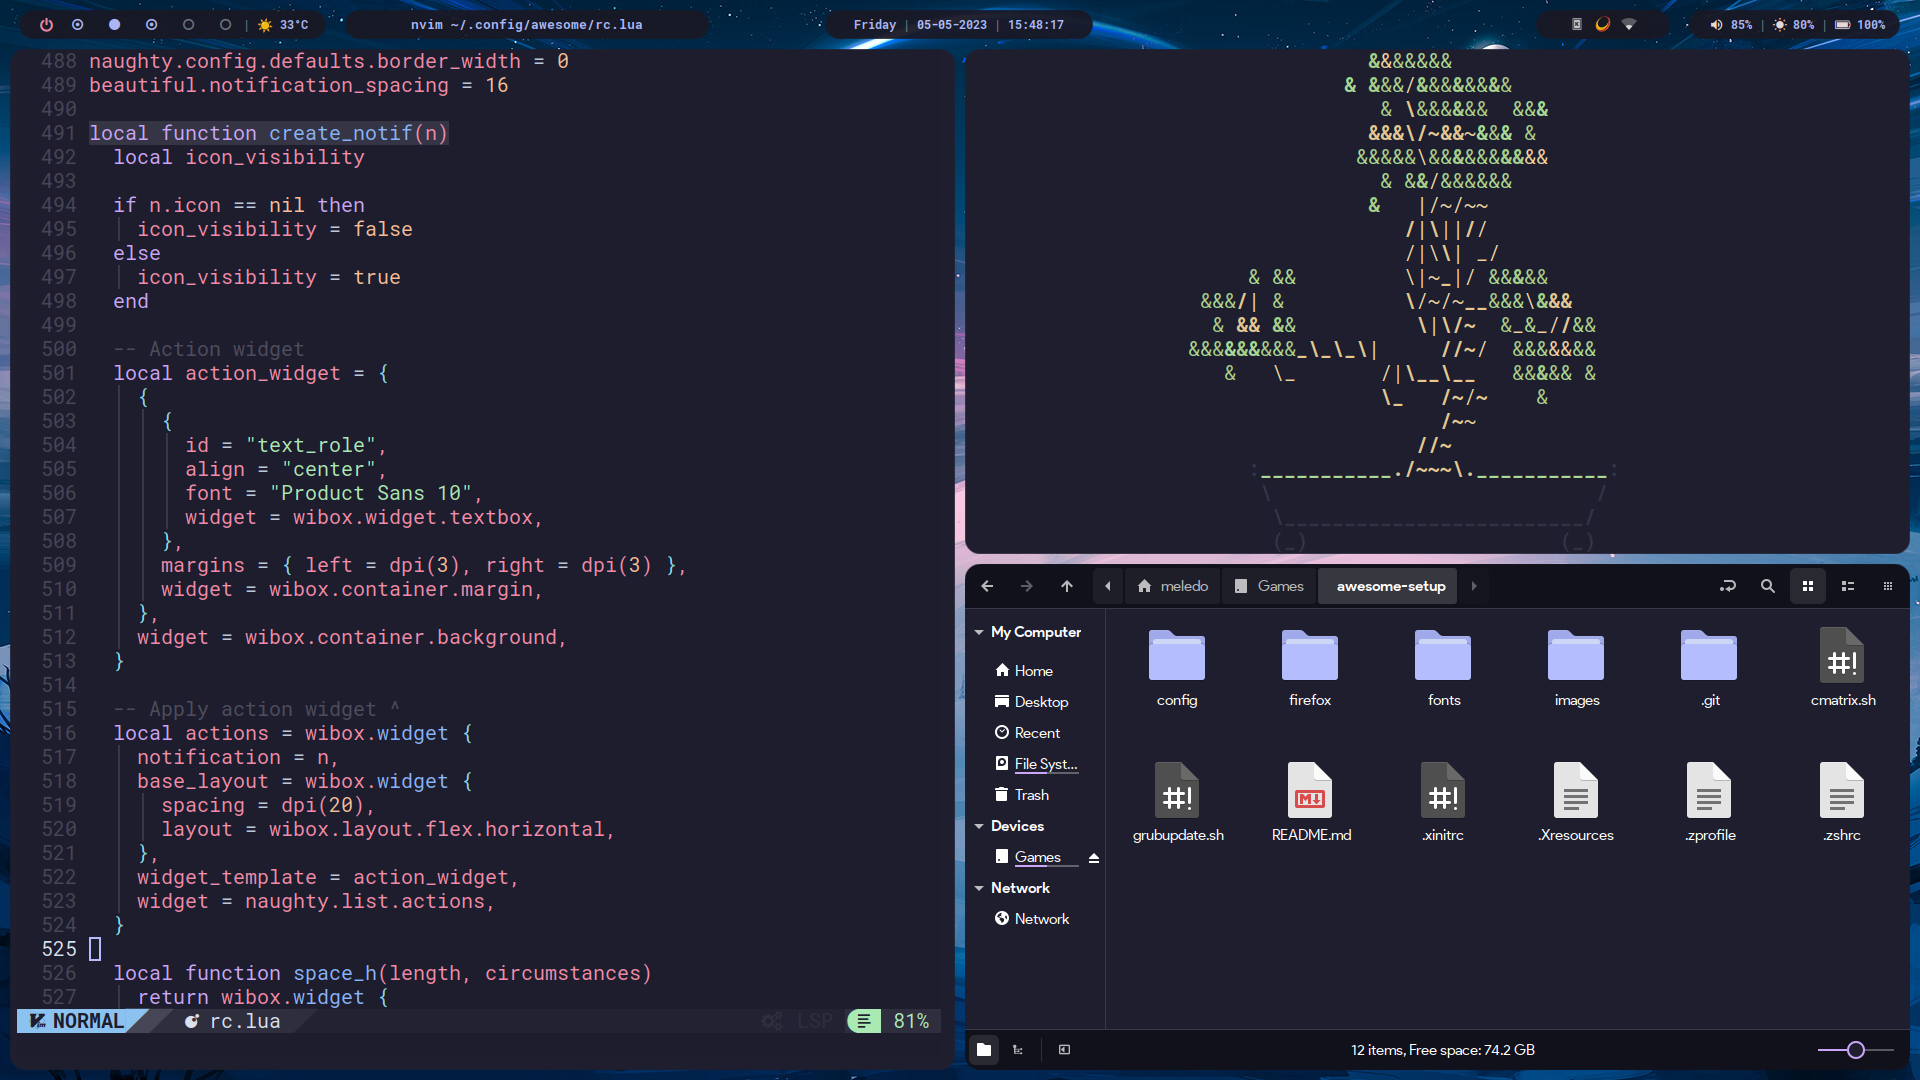 33°C
nvim ~/.config/awesome/rc.lua
Friday | 05-05-2023 | 15:48:17
85% | 80% | 100%
488 naughty.config.defaults.border_width = 0
489 beautiful.notification_spacing = 16
490
491 local function create_notif(n)
492   local icon_visibility
493
494   if n.icon == nil then
495     icon_visibility = false
496   else
497     icon_visibility = true
498   end
499
500   -- Action widget
501   local action_widget = {
502     {
503       {
504         id = "text_role",
505         align = "center",
506         font = "Product Sans 10",
507         widget = wibox.widget.textbox,
508       },
509       margins = { left = dpi(3), right = dpi(3) },
510       widget = wibox.container.margin,
511     },
512     widget = wibox.container.background,
513   }
514
515   -- Apply action widget ^
516   local actions = wibox.widget {
517     notification = n,
518     base_layout = wibox.widget {
519       spacing = dpi(20),
520       layout = wibox.layout.flex.horizontal,
521     },
522     widget_template = action_widget,
523     widget = naughty.list.actions,
524   }
525
526   local function space_h(length, circumstances)
527     return wibox.widget {
NORMAL rc.lua LSP 81%
meledo Games awesome-setup
My Computer
Home
Desktop
Recent
File Syst...
Trash
Devices
Games
Network
Network
config firefox fonts images .git cmatrix.sh
grubupdate.sh README.md .xinitrc .Xresources .zprofile .zshrc
12 items, Free space: 74.2 GB